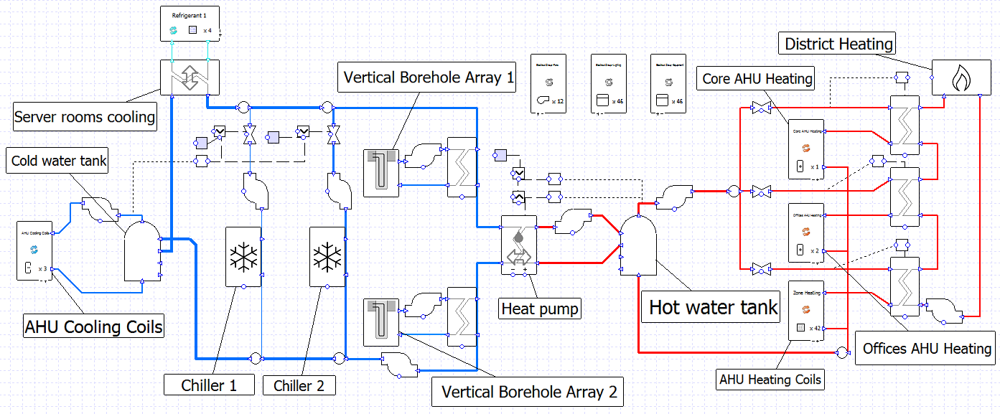 Refrigerant 1
x 4
District Heating
Vertical Borehole Array 1
Core AHU Heating
x 12
x 46
x 46
Server rooms cooling
Core AHU Heating
x 1
Cold water tank
Offices AHU Heating
x 2
AHU Cooling Coils
x 3
Heat pump
Hot water tank
Zone Heating
x 42
AHU Cooling Coils
Offices AHU Heating
Chiller 1
Chiller 2
Vertical Borehole Array 2
AHU Heating Coils